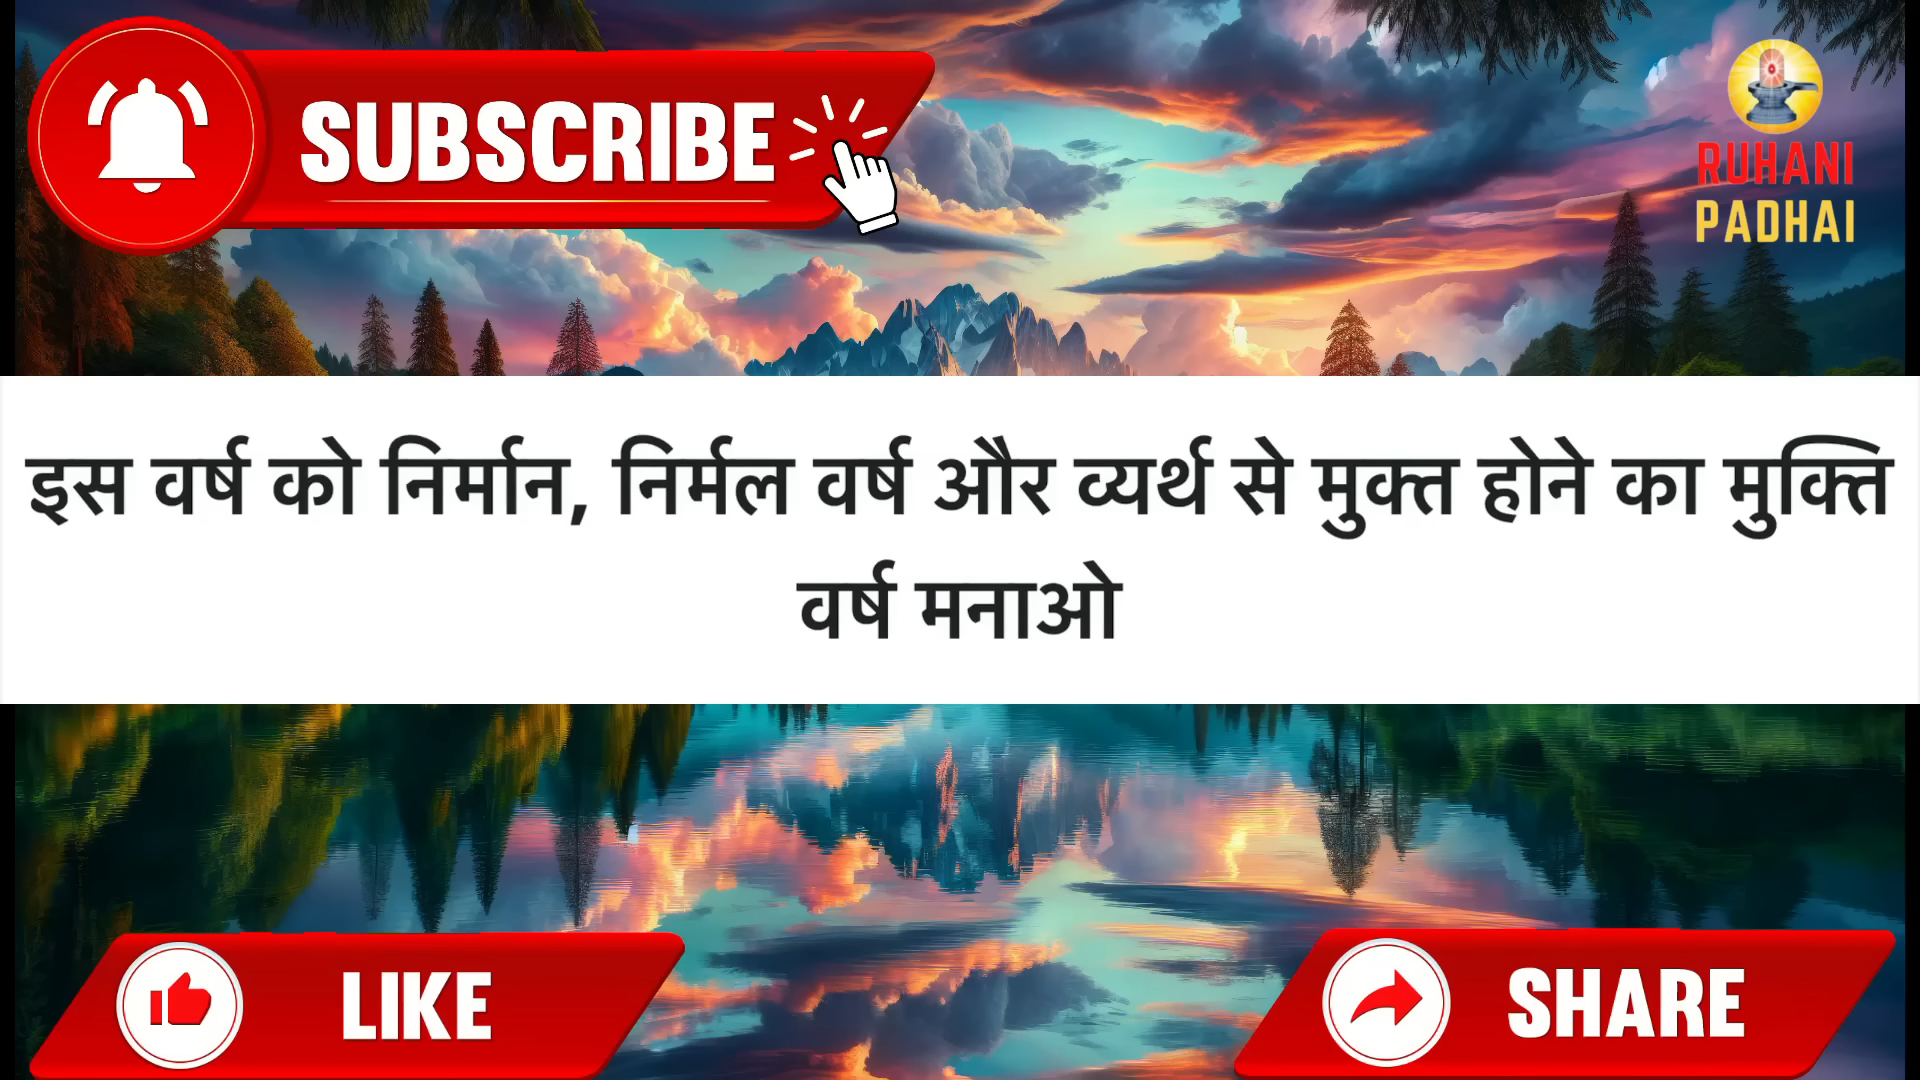 SUBSCRIBE
RUHANI
PADHAI
इस वर्ष को निर्मान, निर्मल वर्ष और व्यर्थ से मुक्त होने का मुक्ति
वर्ष मनाओ
LIKE
SHARE